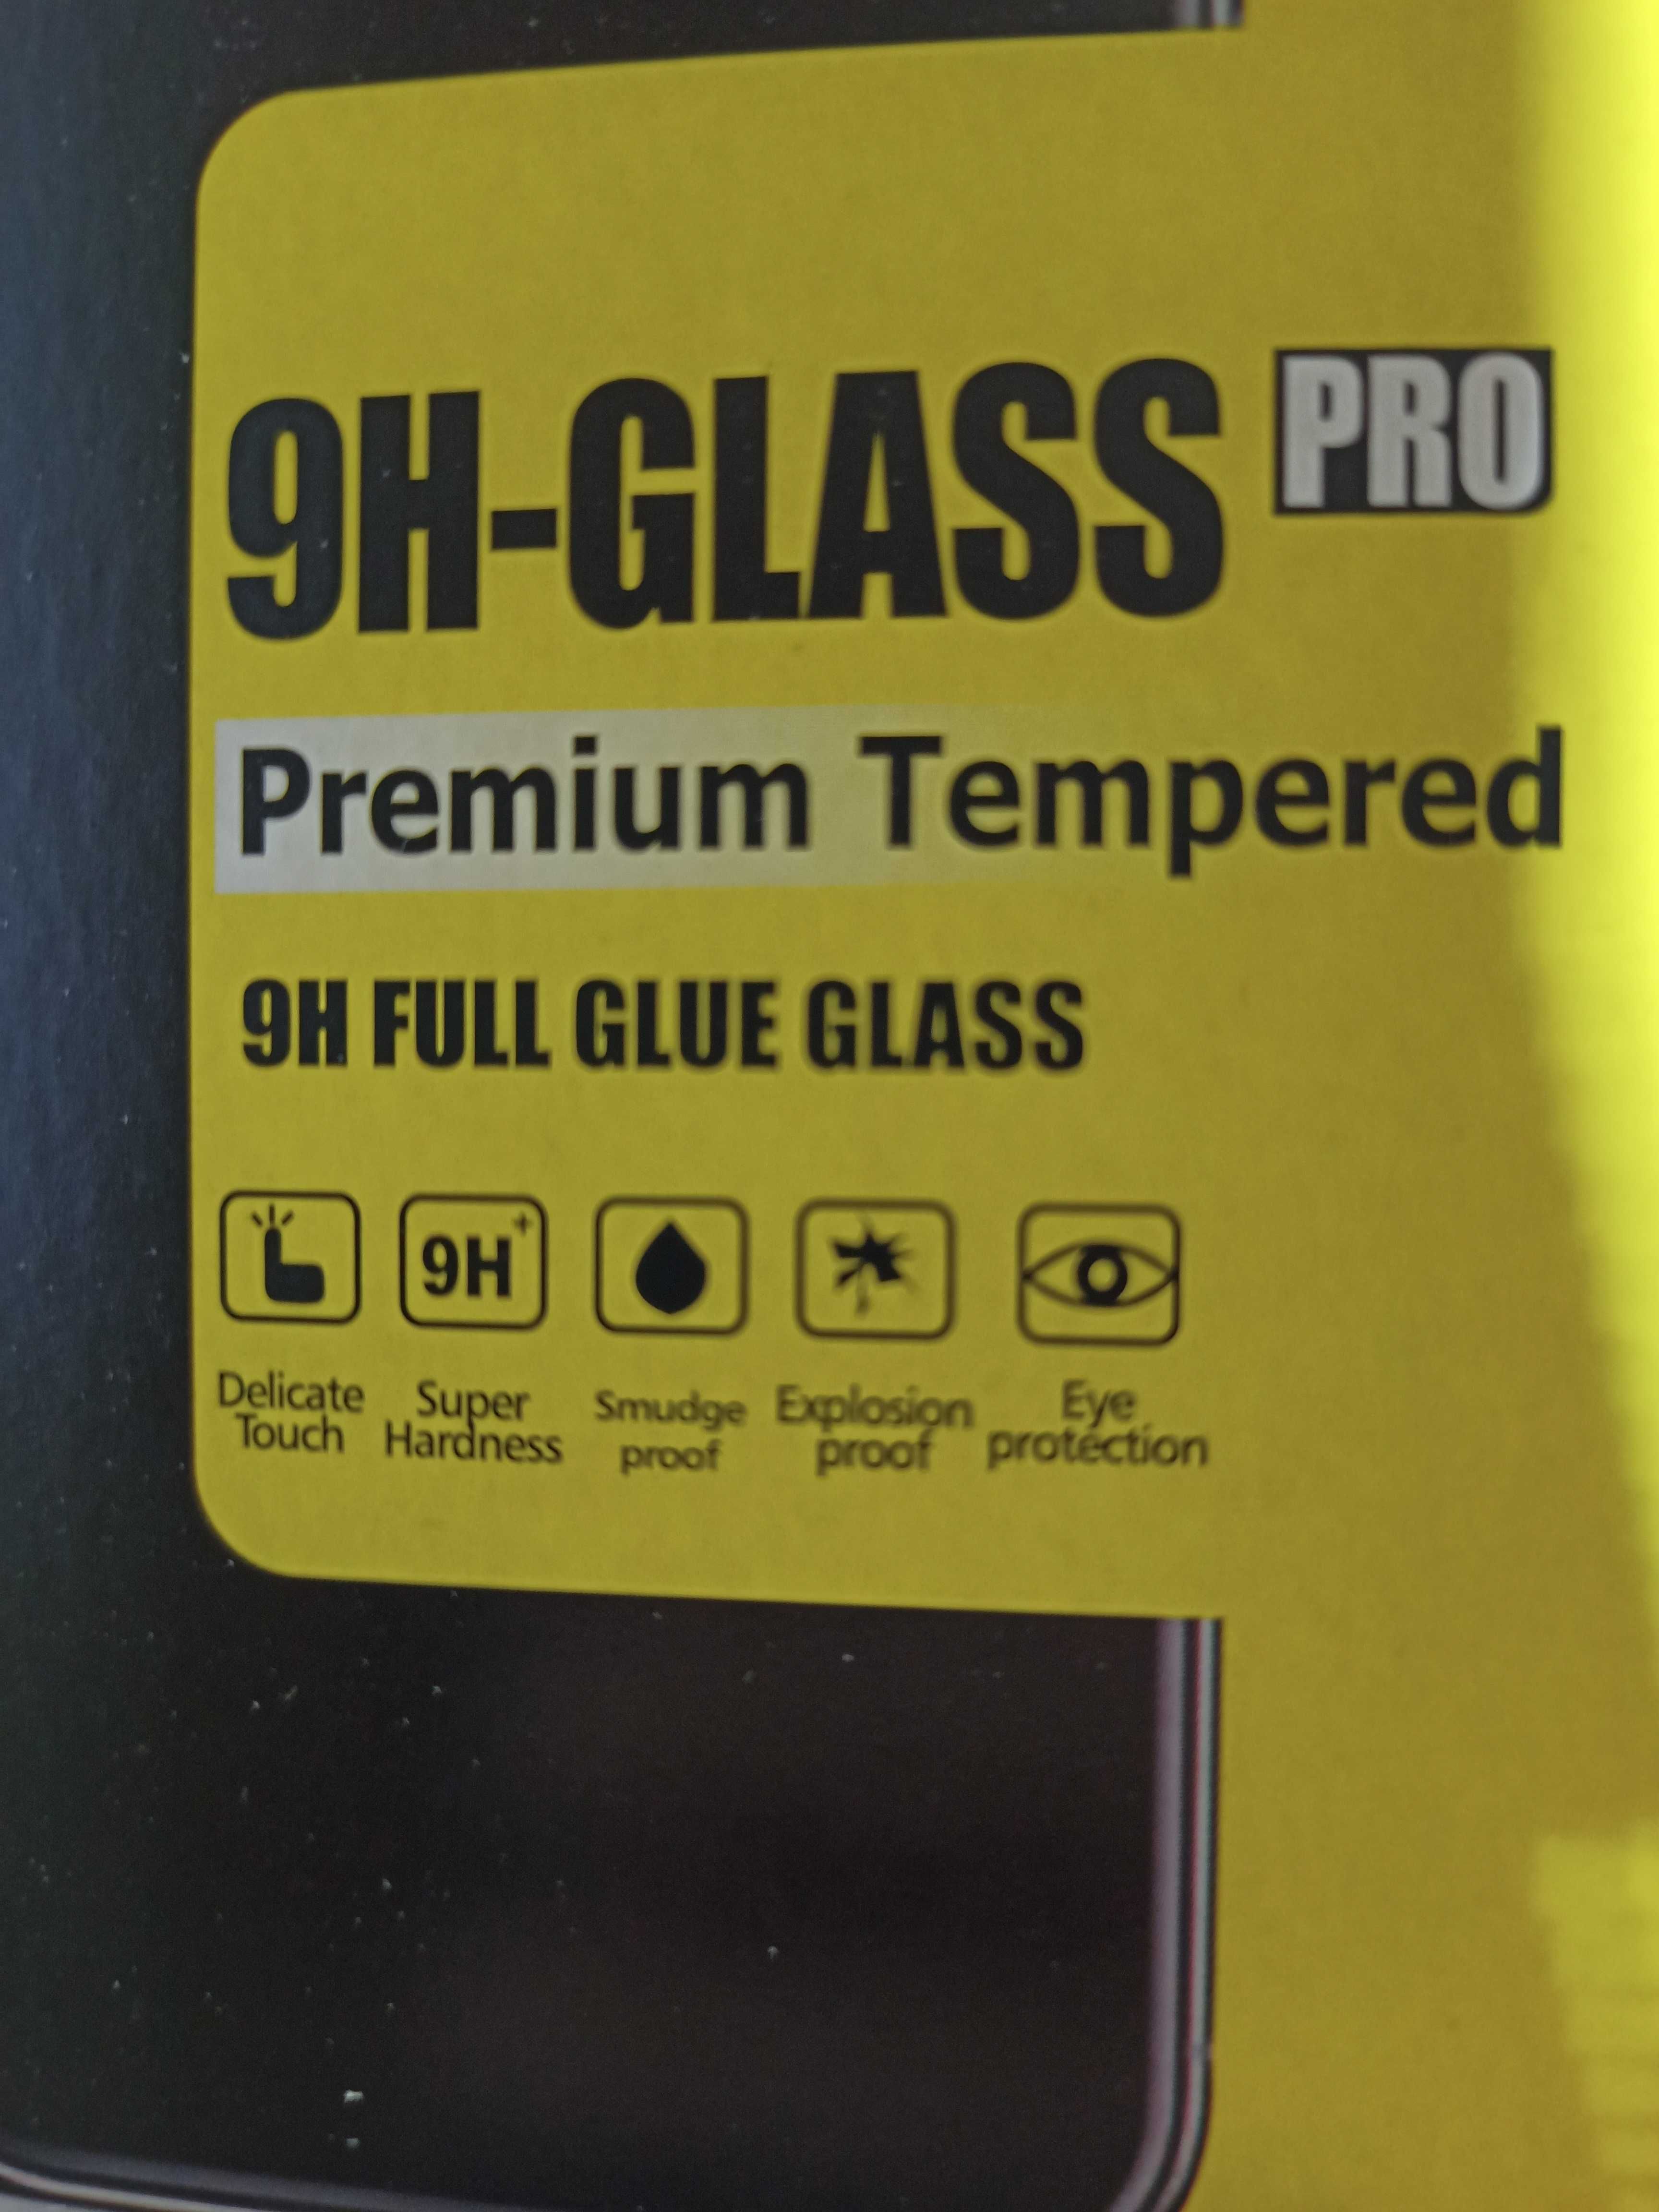 9H-GLASS PRO
Premium Tempered
9H FULL GLUE GLASS
9H+
Delicate Touch
Super Hardness
Smudge proof
Explosion proof
Eye protection